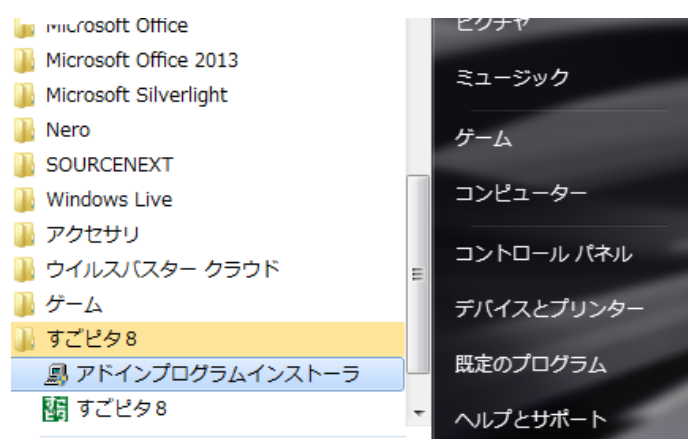 Microsoft Office
Microsoft Office 2013
Microsoft Silverlight
Nero
SOURCENEXT
Windows Live
アクセサリ
ウイルスバスター クラウド
ゲーム
すごピタ8
アドインプログラムインストーラ
すごピタ8
ピクチャ
ミュージック
ゲーム
コンピューター
コントロール パネル
デバイスとプリンター
既定のプログラム
ヘルプとサポート